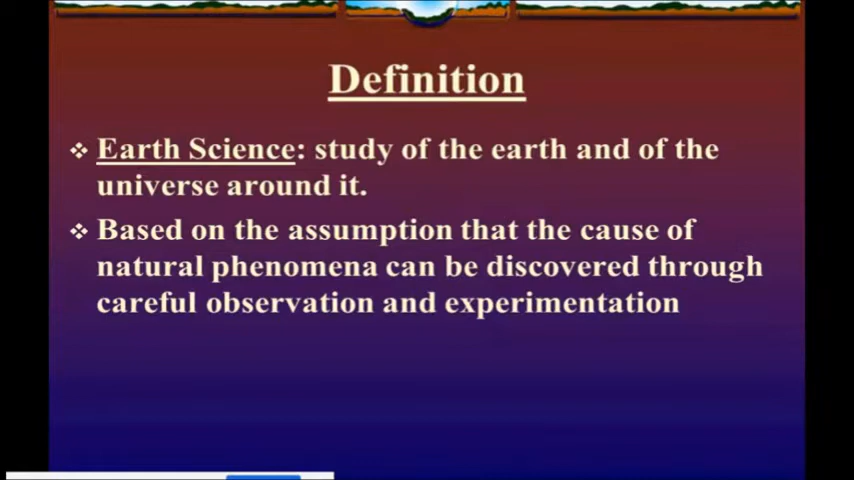 Definition
❖ Earth Science: study of the earth and of the
universe around it.
❖ Based on the assumption that the cause of
natural phenomena can be discovered through
careful observation and experimentation